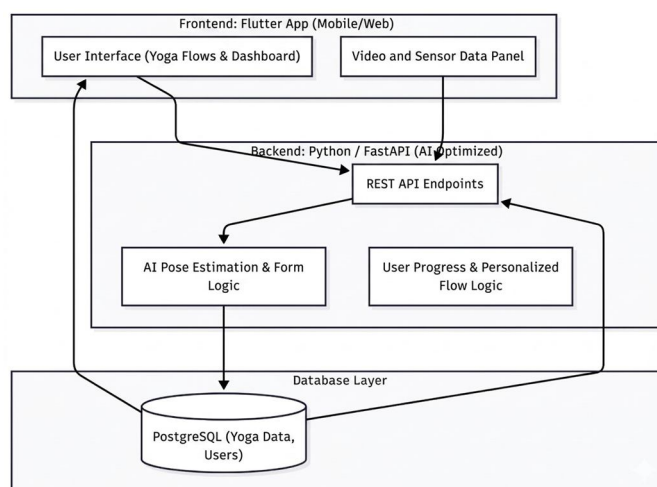 Frontend: Flutter App (Mobile/Web)
User Interface (Yoga Flows & Dashboard)
Video and Sensor Data Panel
Backend: Python / FastAPI (AI Optimized)
REST API Endpoints
AI Pose Estimation & Form
Logic
User Progress & Personalized
Flow Logic
Database Layer
PostgreSQL (Yoga Data,
Users)